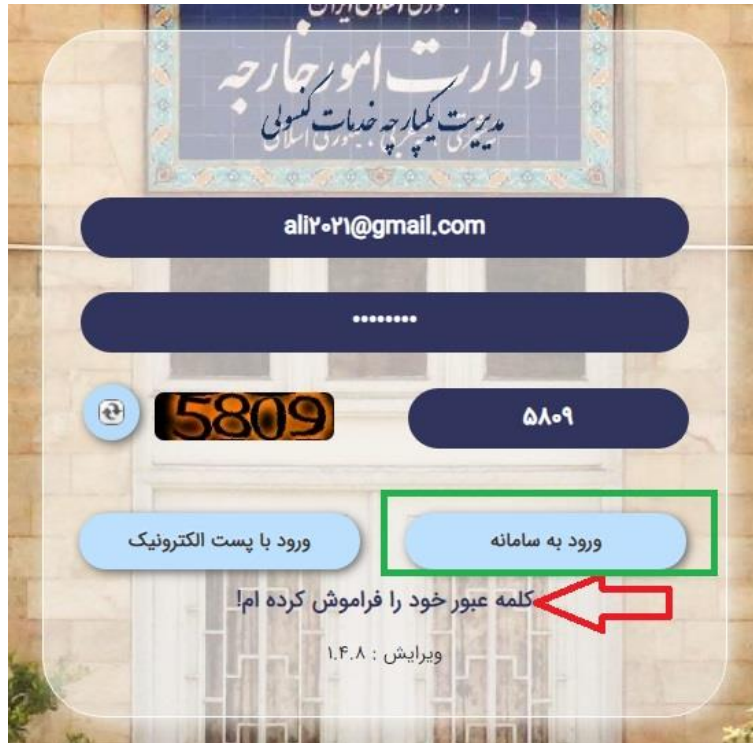 وزارت امور خارجه
مدیریت یکپارچه خدمات کنسولی
ali۲۰۲۱@gmail.com
••••••••
5809
۵۸۰۹
ورود به سامانه
ورود با پست الکترونیک
کلمه عبور خود را فراموش کرده ام!
ویرایش : ۱.۴.۸